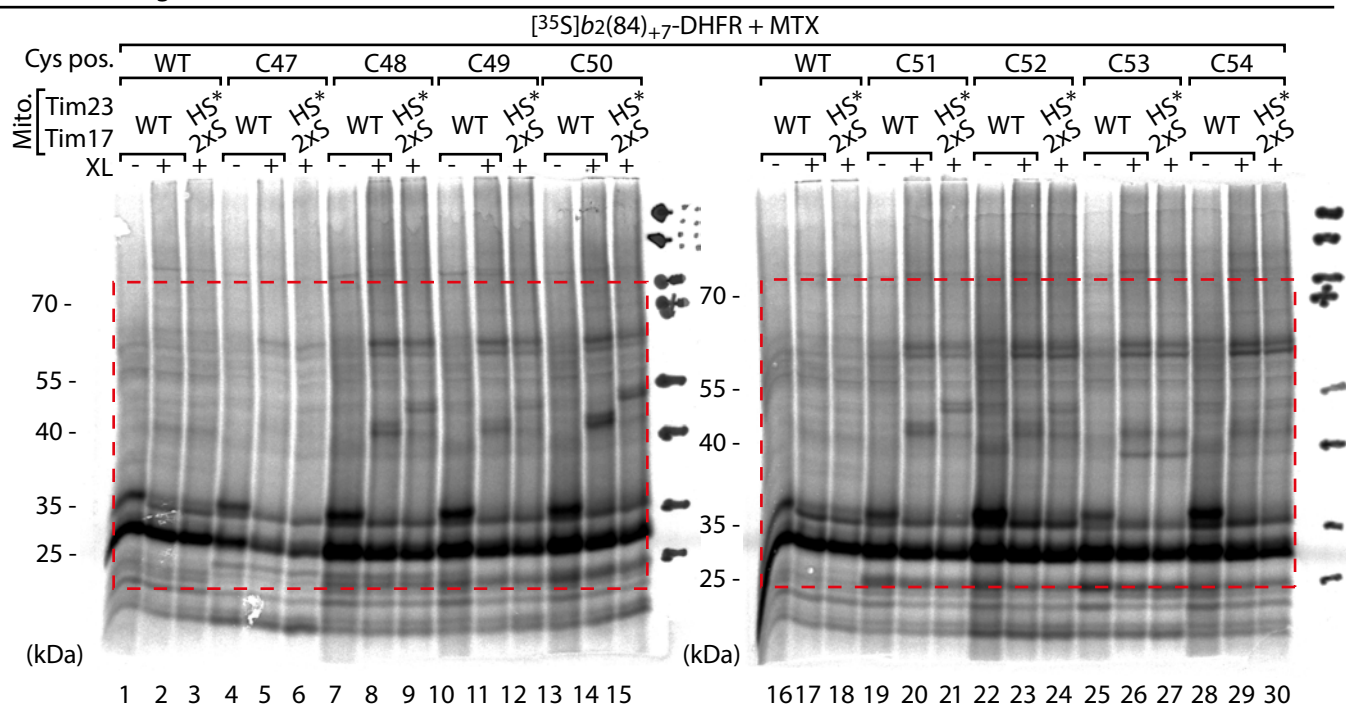 [35S]b2(84)+7-DHFR + MTX
Cys pos. WT C47 C48 C49 C50 WT C51 C52 C53 C54
Mito. Tim23 Tim17 WT HS* 2xS WT HS* 2xS WT HS* 2xS WT HS* 2xS WT HS* 2xS WT HS* 2xS WT HS* 2xS WT HS* 2xS WT HS* 2xS WT HS* 2xS
XL - + + - + + - + + - + + - + + - + + - + + - + + - + + - + +
70 - 70 -
55 - 55 -
40 - 40 -
35 - 35 -
25 - 25 -
(kDa) (kDa)
1 2 3 4 5 6 7 8 9 10 11 12 13 14 15 16 17 18 19 20 21 22 23 24 25 26 27 28 29 30